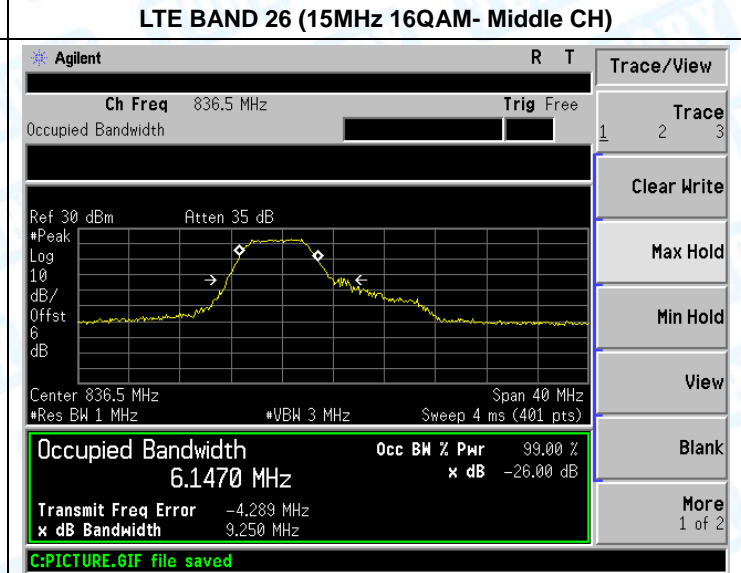 LTE BAND 26 (15MHz 16QAM- Middle CH)
Agilent R T
Ch Freq 836.5 MHz Trig Free
Occupied Bandwidth
Ref 30 dBm Atten 35 dB
#Peak
Log
10
dB/
Offst
6
dB
Center 836.5 MHz Span 40 MHz
#Res BW 1 MHz #VBW 3 MHz Sweep 4 ms (401 pts)
Occupied Bandwidth Occ BW % Pwr 99.00 %
6.1470 MHz x dB -26.00 dB
Transmit Freq Error -4.289 MHz
x dB Bandwidth 9.250 MHz
C:PICTURE.GIF file saved
Trace/View
Trace
1 2 3
Clear Write
Max Hold
Min Hold
View
Blank
More
1 of 2